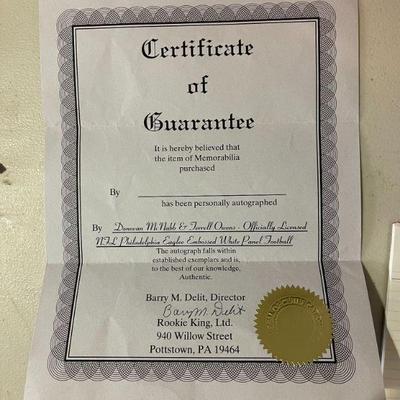 Certificate
of
Guarantee
It is hereby believed that
the item of Memorabilia
purchased
By
has been personally autographed
By Donovan McNabb & Terrell Owens - Officially Licensed
NFL Philadelphia Eagles Embossed White Panel Football
The autograph falls within
established exemplars and is,
to the best of our knowledge,
Authentic.
Barry M. Delit, Director
Barry M. Delit
Rookie King, Ltd.
940 Willow Street
Pottstown, PA 19464